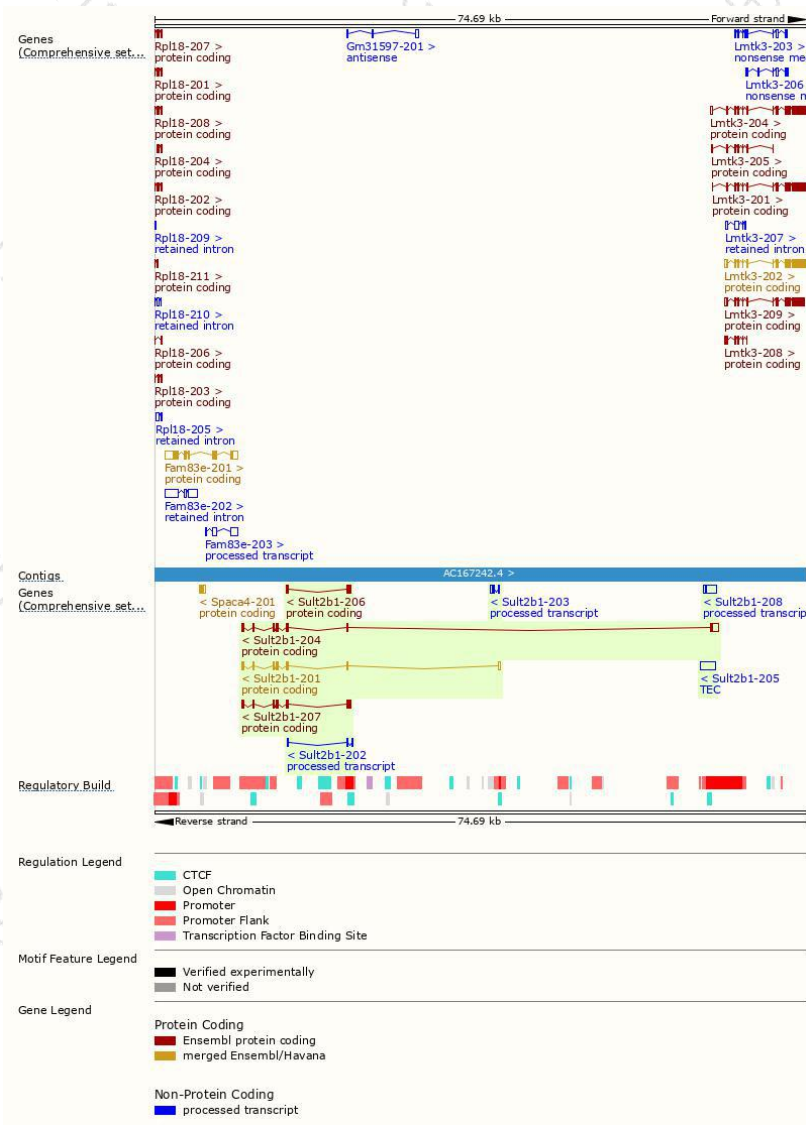 74.69 kb Forward strand
Genes
(Comprehensive set...
Rpl18-207 >
protein coding
Gm31597-201 >
antisense
Lmtk3-203 >
nonsense me
Rpl18-201 >
protein coding
Lmtk3-206
nonsense n
Rpl18-208 >
protein coding
Lmtk3-204 >
protein coding
Rpl18-204 >
protein coding
Lmtk3-205 >
protein coding
Rpl18-202 >
protein coding
Lmtk3-201 >
protein coding
Rpl18-209 >
retained intron
Lmtk3-207 >
retained intron
Rpl18-211 >
protein coding
Lmtk3-202 >
protein coding
Rpl18-210 >
retained intron
Lmtk3-209 >
protein coding
Rpl18-206 >
protein coding
Lmtk3-208 >
protein coding
Rpl18-203 >
protein coding
Rpl18-205 >
retained intron
Fam83e-201 >
protein coding
Fam83e-202 >
retained intron
Fam83e-203 >
processed transcript
Contigs
AC167242.4 >
Genes
(Comprehensive set...
< Spaca4-201
protein coding
< Sult2b1-206
protein coding
< Sult2b1-203
processed transcript
< Sult2b1-208
processed transcrip
< Sult2b1-204
protein coding
< Sult2b1-201
protein coding
< Sult2b1-205
TEC
< Sult2b1-207
protein coding
< Sult2b1-202
processed transcript
Regulatory Build
Reverse strand 74.69 kb
Regulation Legend
CTCF
Open Chromatin
Promoter
Promoter Flank
Transcription Factor Binding Site
Motif Feature Legend
Verified experimentally
Not verified
Gene Legend
Protein Coding
Ensembl protein coding
merged Ensembl/Havana
Non-Protein Coding
processed transcript